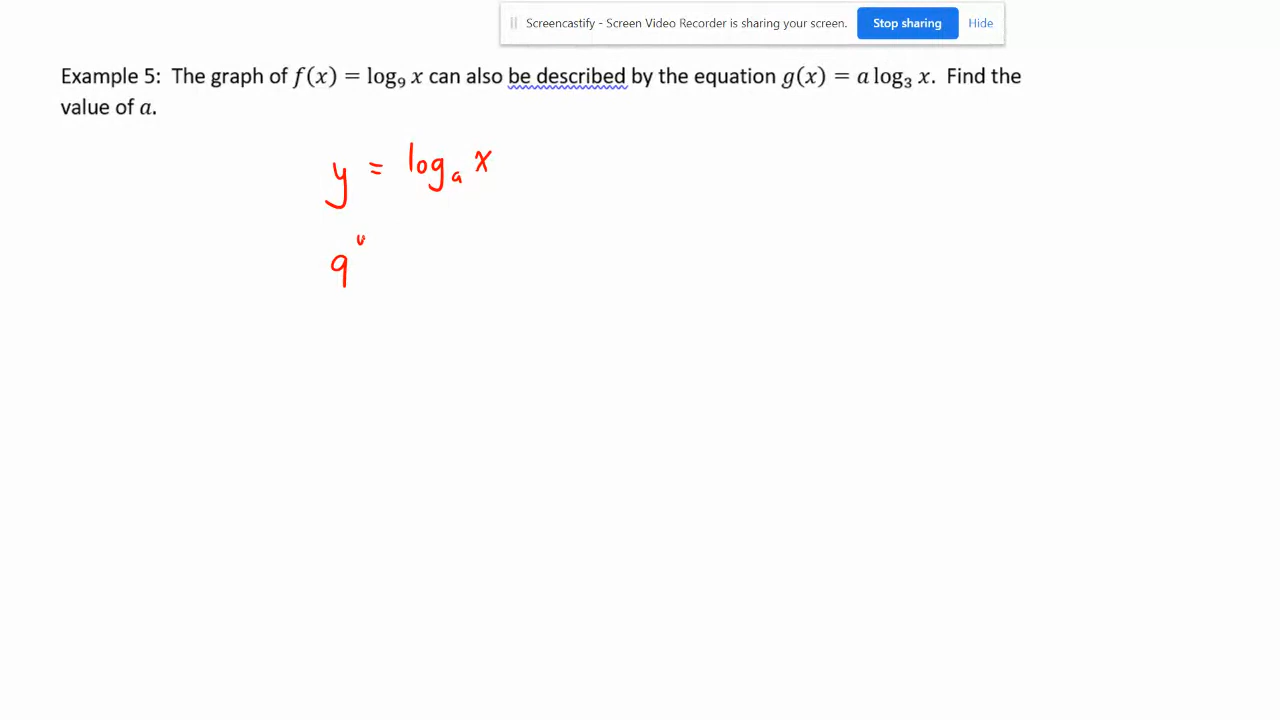 Screencastify - Screen Video Recorder is sharing your screen. Stop sharing Hide
Example 5: The graph of f(x) = log₉ x can also be described by the equation g(x) = a log₃ x. Find the
value of a.
y = logₐ x
9